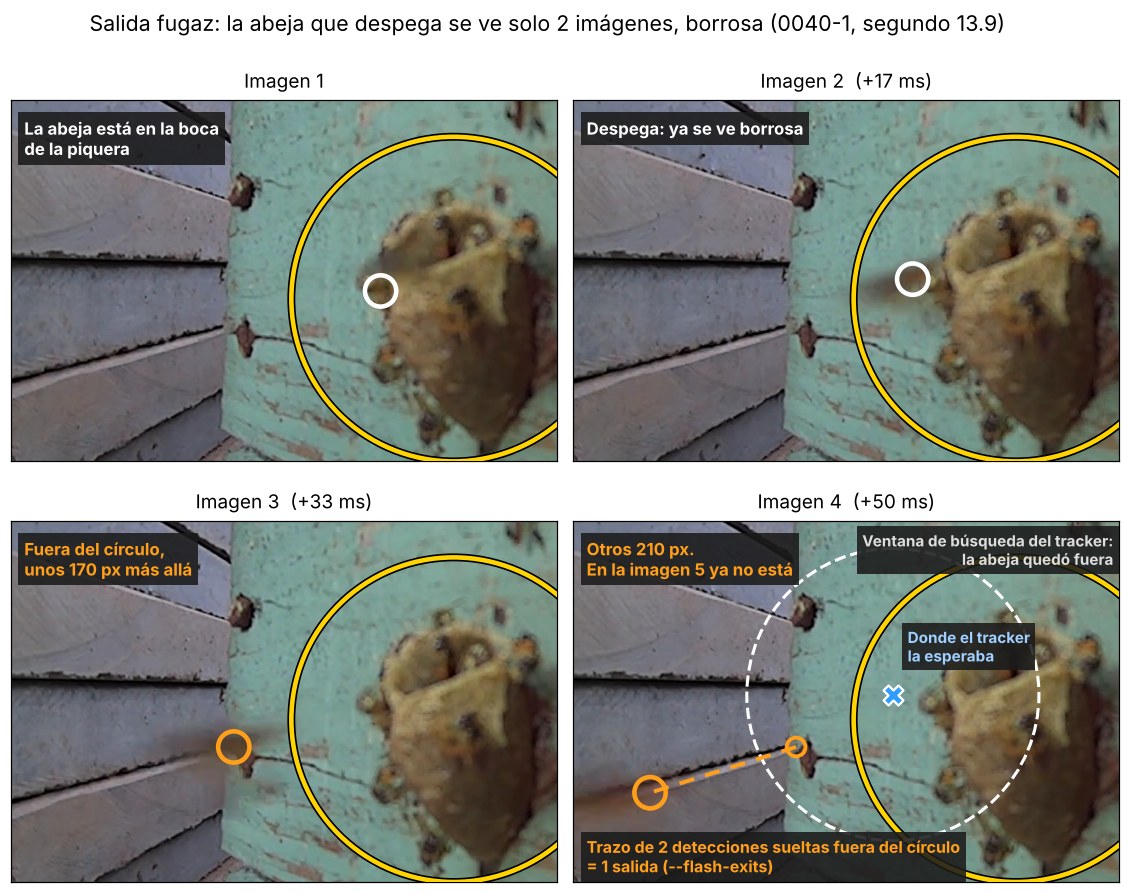 Salida fugaz: la abeja que despega se ve solo 2 imágenes, borrosa (0040-1, segundo 13.9)
Imagen 1
La abeja está en la boca
de la piquera
Imagen 2 (+17 ms)
Despega: ya se ve borrosa
Imagen 3 (+33 ms)
Fuera del círculo,
unos 170 px más allá
Imagen 4 (+50 ms)
Otros 210 px.
En la imagen 5 ya no está
Ventana de búsqueda del tracker:
la abeja quedó fuera
Donde el tracker
la esperaba
Trazo de 2 detecciones sueltas fuera del círculo
= 1 salida (--flash-exits)